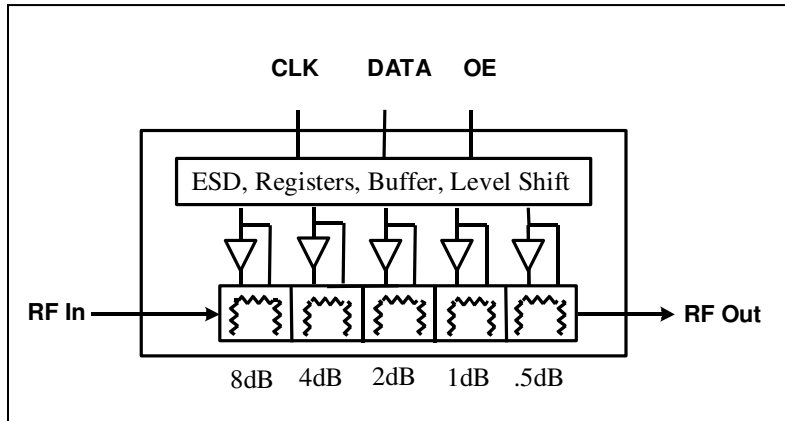 CLK DATA OE
ESD, Registers, Buffer, Level Shift
RF In RF Out
8dB 4dB 2dB 1dB .5dB